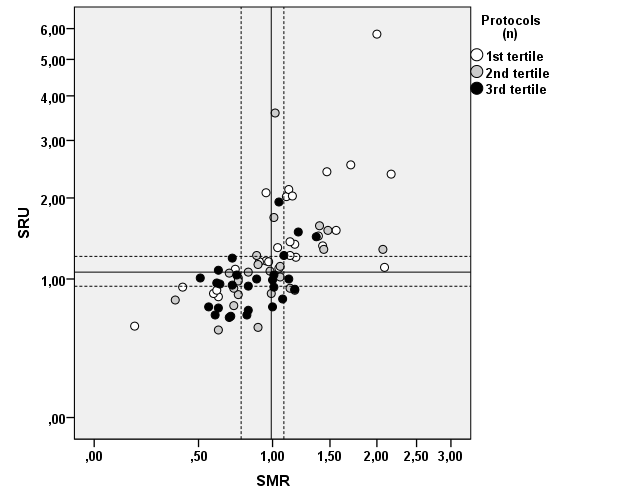 Protocols
(n)
1st tertile
2nd tertile
3rd tertile
6,00
5,00
4,00
3,00
2,00
1,00
,00
SRU
,00 ,50 1,00 1,50 2,00 2,50 3,00
SMR